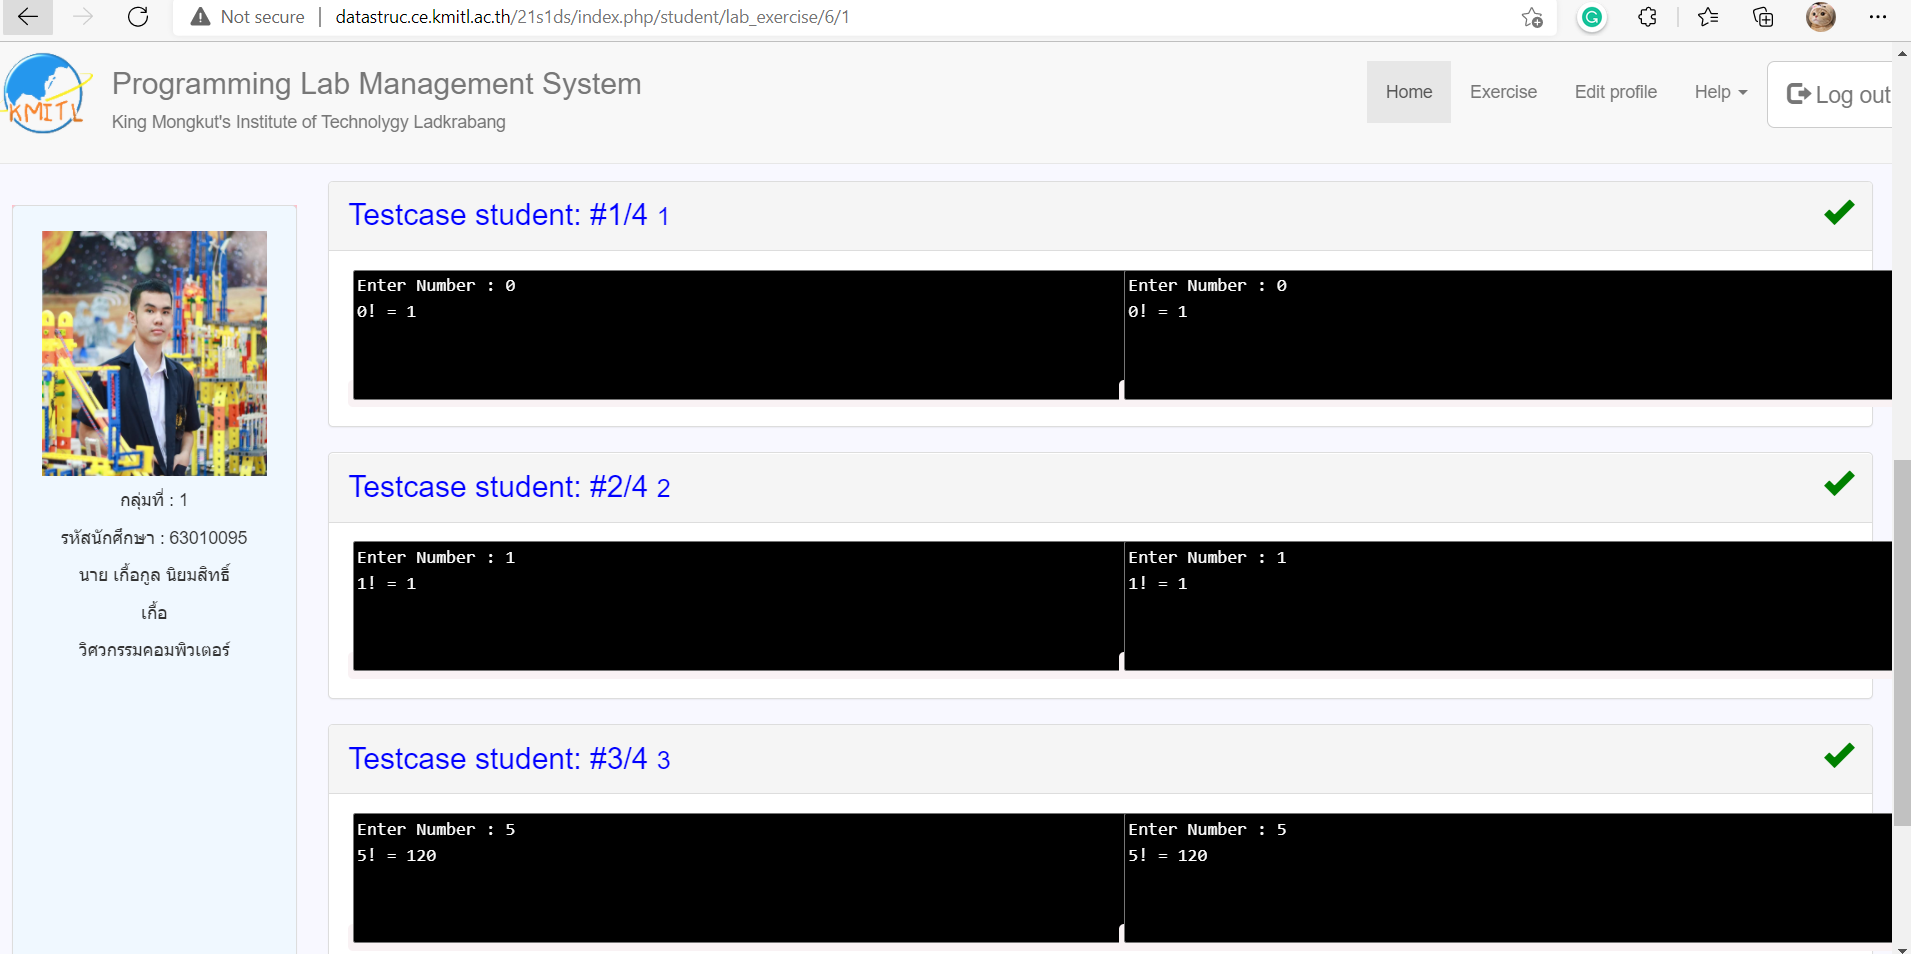 Not secure | datastruc.ce.kmitl.ac.th/21s1ds/index.php/student/lab_exercise/6/1
KMITL
Programming Lab Management System
King Mongkut's Institute of Technolygy Ladkrabang
Home Exercise Edit profile Help Log out
กลุ่มที่ : 1
รหัสนักศึกษา : 63010095
นาย เกื้อกูล นิยมสิทธิ์
เกื้อ
วิศวกรรมคอมพิวเตอร์
Testcase student: #1/4 1
Enter Number : 0
0! = 1
Enter Number : 0
0! = 1
Testcase student: #2/4 2
Enter Number : 1
1! = 1
Enter Number : 1
1! = 1
Testcase student: #3/4 3
Enter Number : 5
5! = 120
Enter Number : 5
5! = 120